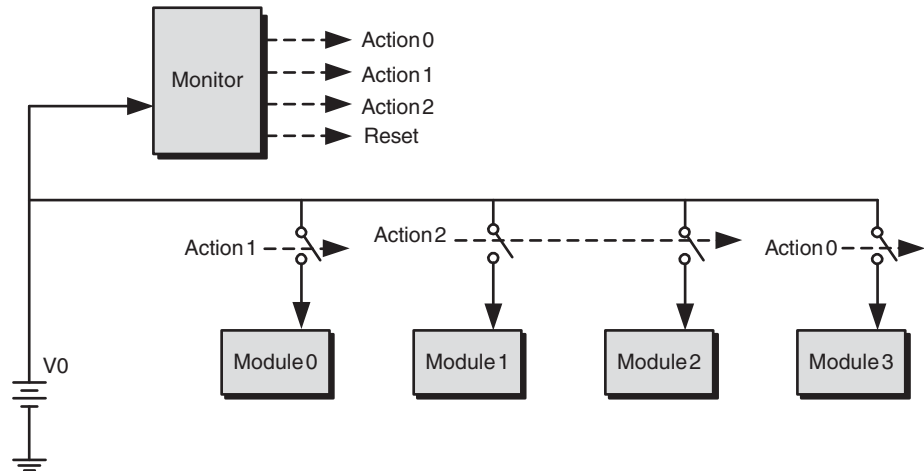 Monitor
Action 0
Action 1
Action 2
Reset
Action 1
Action 2
Action 0
Module 0
Module 1
Module 2
Module 3
V0